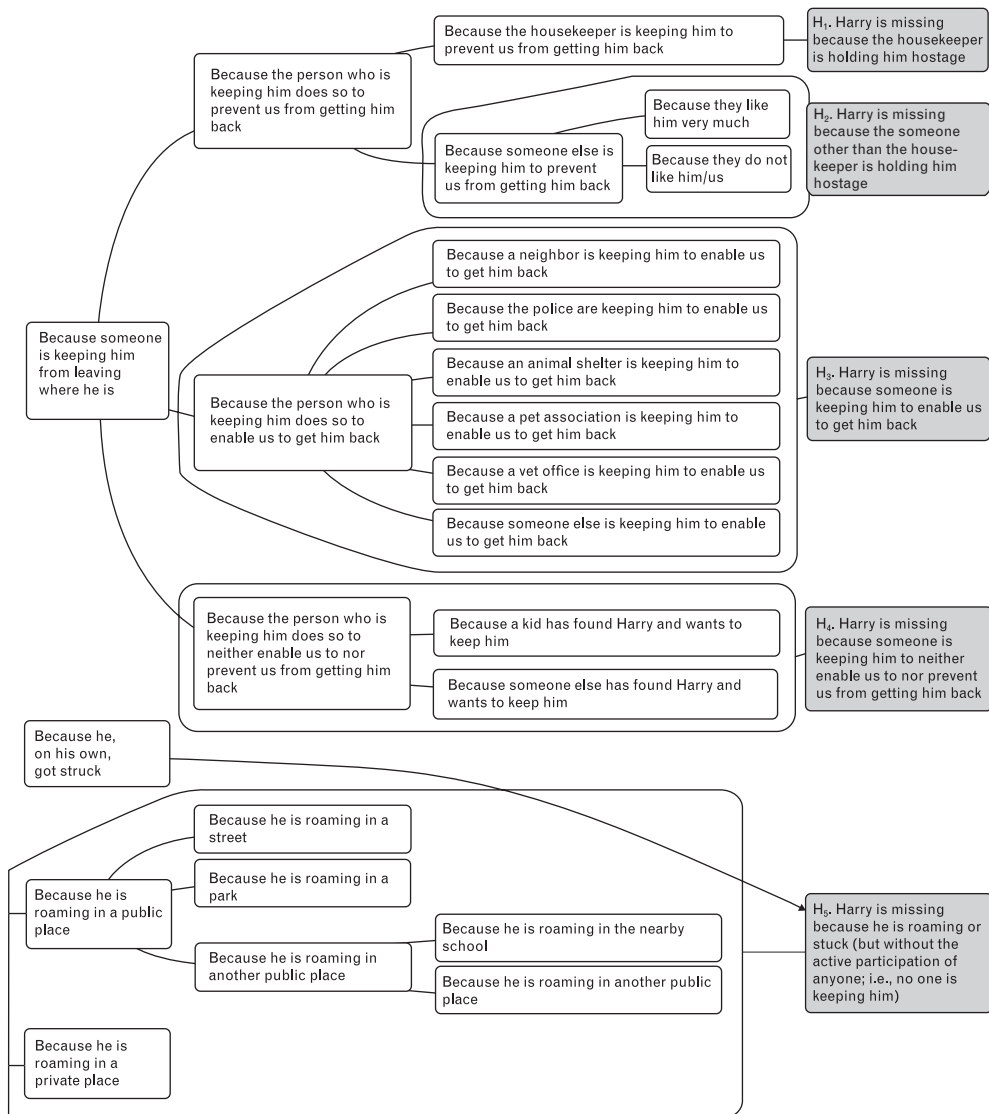 Because the housekeeper is keeping him to
prevent us from getting him back
H₁. Harry is missing
because the housekeeper
is holding him hostage
Because the person who is
keeping him does so to
prevent us from getting him
back
Because they like
him very much
Because someone else is
keeping him to prevent
us from getting him back
Because they do not
like him/us
H₂. Harry is missing
because the someone
other than the house-
keeper is holding him
hostage
Because someone
is keeping him
from leaving
where he is
Because the person who is
keeping him does so to
enable us to get him back
Because a neighbor is keeping him to enable
us to get him back
Because the police are keeping him to enable
us to get him back
Because an animal shelter is keeping him to
enable us to get him back
Because a pet association is keeping him to
enable us to get him back
Because a vet office is keeping him to enable
us to get him back
Because someone else is keeping him to enable
us to get him back
H₃. Harry is missing
because someone is
keeping him to enable us
to get him back
Because the person who is
keeping him does so to
neither enable us to nor
prevent us from getting him
back
Because a kid has found Harry and wants to
keep him
Because someone else has found Harry and
wants to keep him
H₄. Harry is missing
because someone is
keeping him to neither
enable us to nor prevent
us from getting him back
Because he,
on his own,
got struck
Because he is
roaming in a public
place
Because he is roaming in a
street
Because he is roaming in a
park
Because he is roaming in
another public place
Because he is roaming in the nearby
school
Because he is roaming in another public
place
Because he is
roaming in a
private place
H₅. Harry is missing
because he is roaming or
stuck (but without the
active participation of
anyone; i.e., no one is
keeping him)